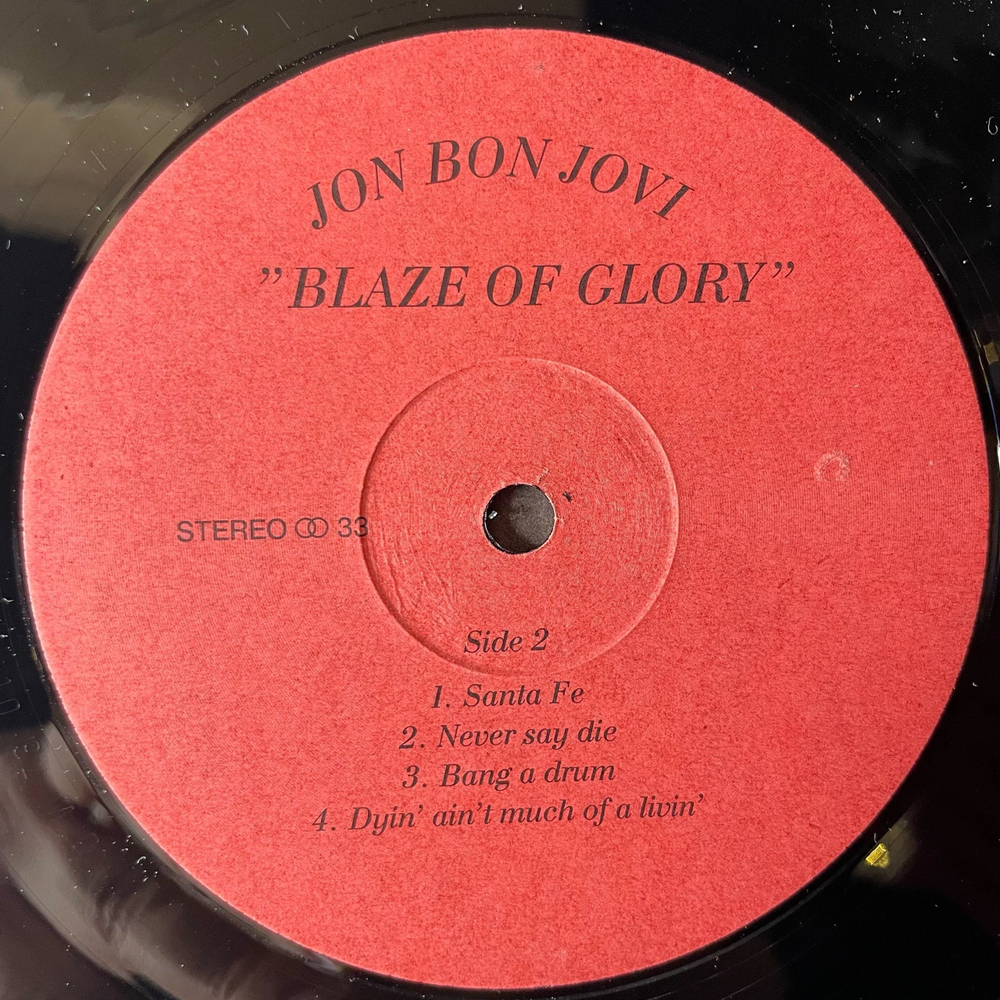 JON BON JOVI
”BLAZE OF GLORY”
STEREO 33
Side 2
1. Santa Fe
2. Never say die
3. Bang a drum
4. Dyin’ ain’t much of a livin’